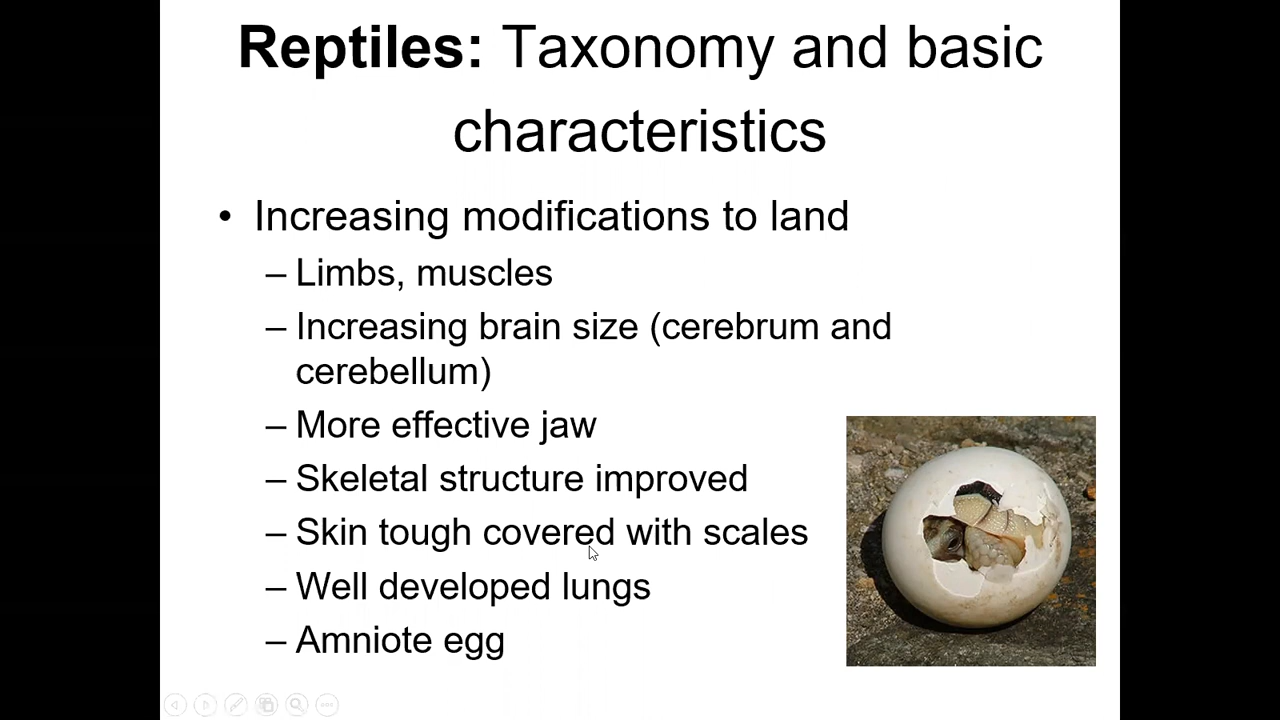 Reptiles: Taxonomy and basic
characteristics
• Increasing modifications to land
– Limbs, muscles
– Increasing brain size (cerebrum and
cerebellum)
– More effective jaw
– Skeletal structure improved
– Skin tough covered with scales
– Well developed lungs
– Amniote egg